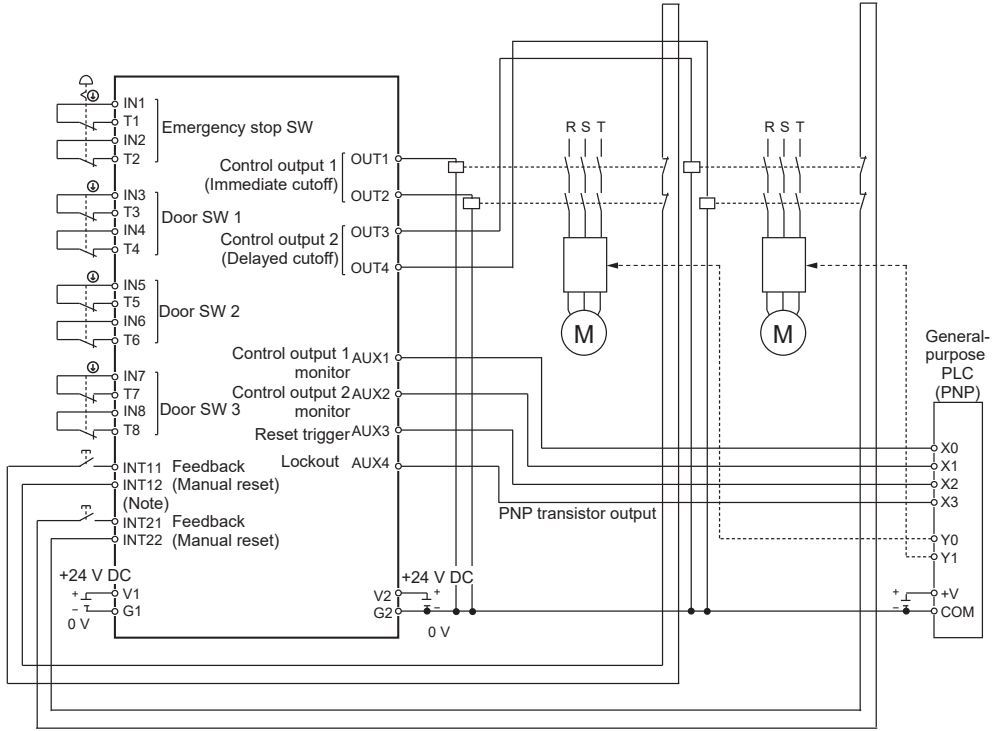 R S T
R S T
IN1
T1
IN2
T2
Emergency stop SW
IN3
T3
IN4
T4
Door SW 1
IN5
T5
IN6
T6
Door SW 2
IN7
T7
IN8
T8
Door SW 3
INT11
INT12
Feedback
(Manual reset)
(Note)
INT21
INT22
Feedback
(Manual reset)
+24 V DC
+
−
V1
G1
0 V
Control output 1
(Immediate cutoff)
OUT1
OUT2
Control output 2
(Delayed cutoff)
OUT3
OUT4
Control output 1
monitor
AUX1
Control output 2
monitor
AUX2
Reset trigger
AUX3
Lockout
AUX4
PNP transistor output
+24 V DC
V2
G2
+
−
0 V
M
M
General-
purpose
PLC
(PNP)
X0
X1
X2
X3
Y0
Y1
+
−
+V
COM